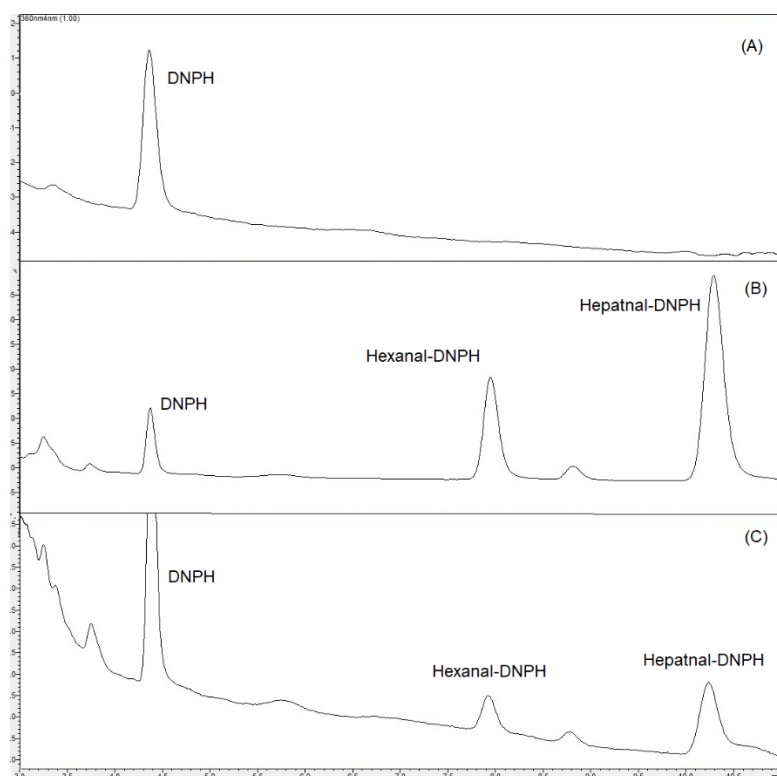 360nm4nm (1.00)
(A)
DNPH
(B)
Hepatnal-DNPH
Hexanal-DNPH
DNPH
(C)
DNPH
Hepatnal-DNPH
Hexanal-DNPH